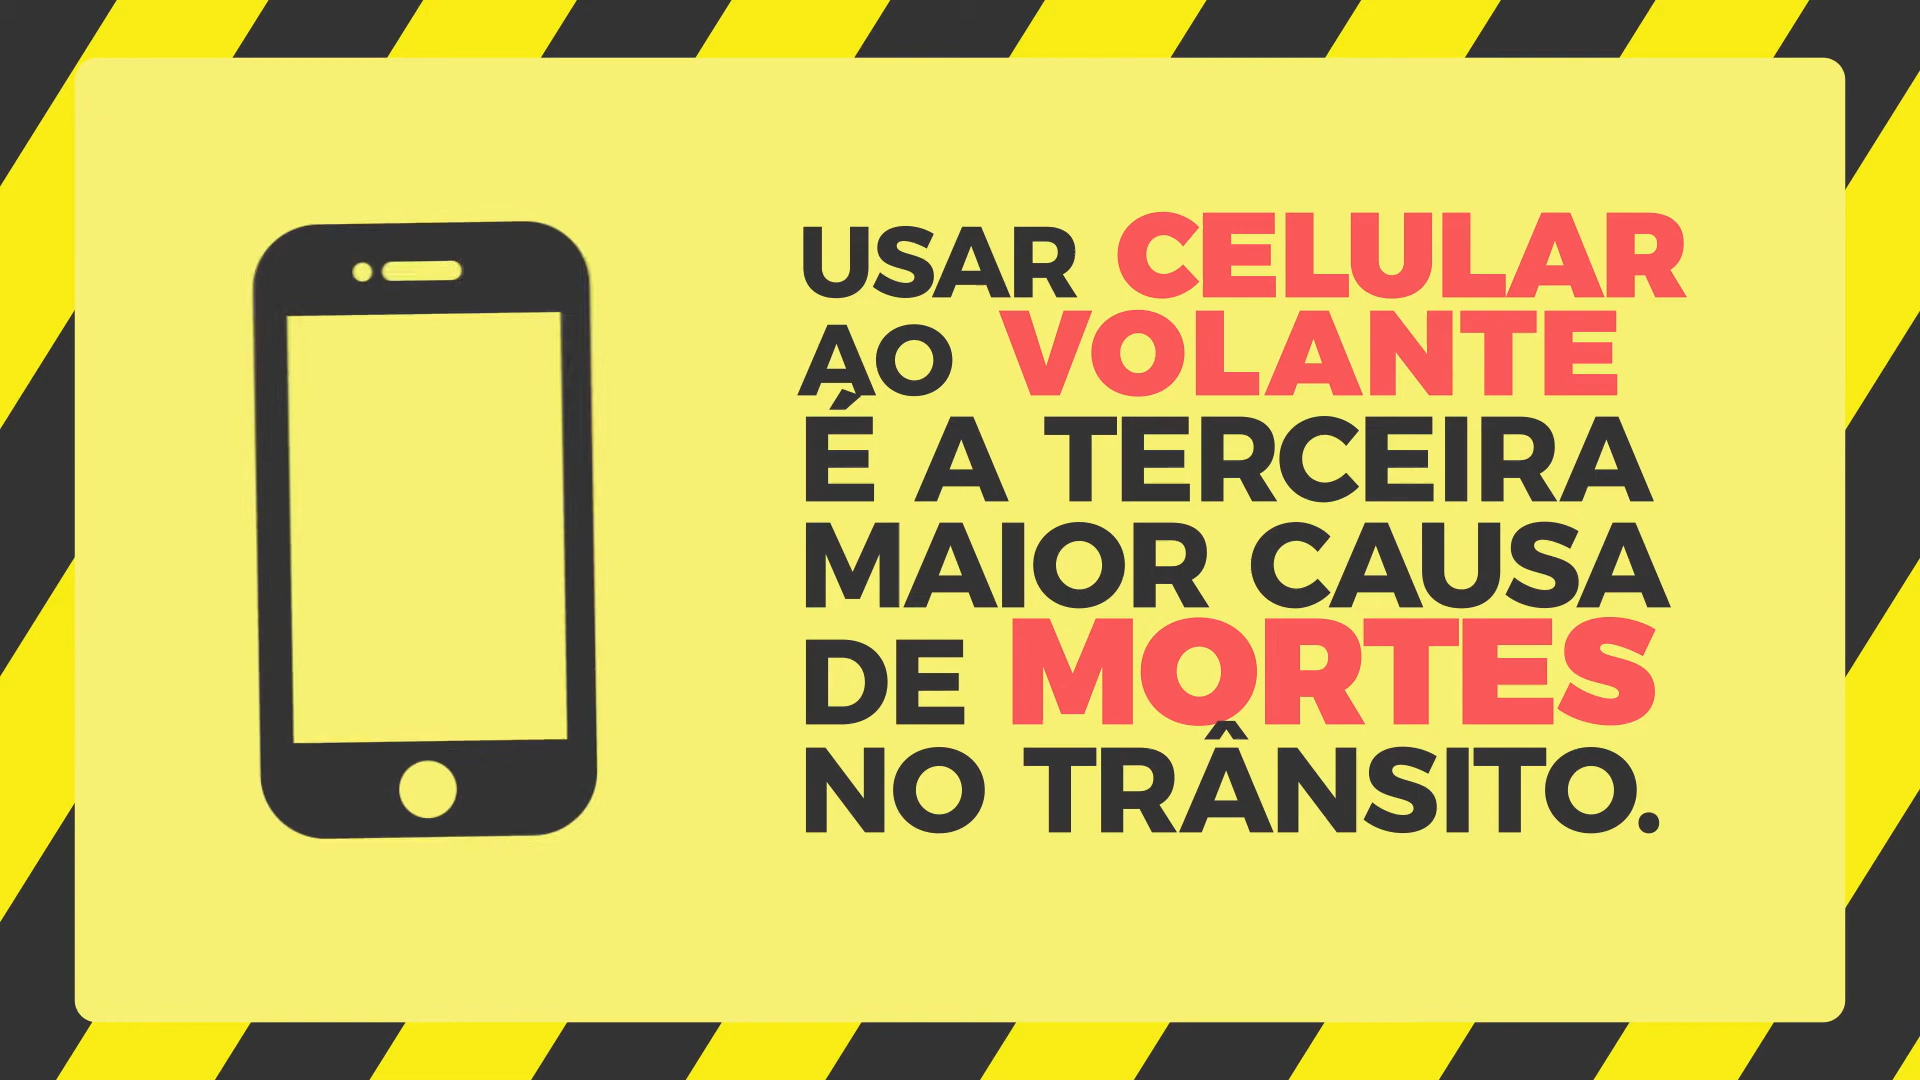 USAR CELULAR
AO VOLANTE
É A TERCEIRA
MAIOR CAUSA
DE MORTES
NO TRÂNSITO.